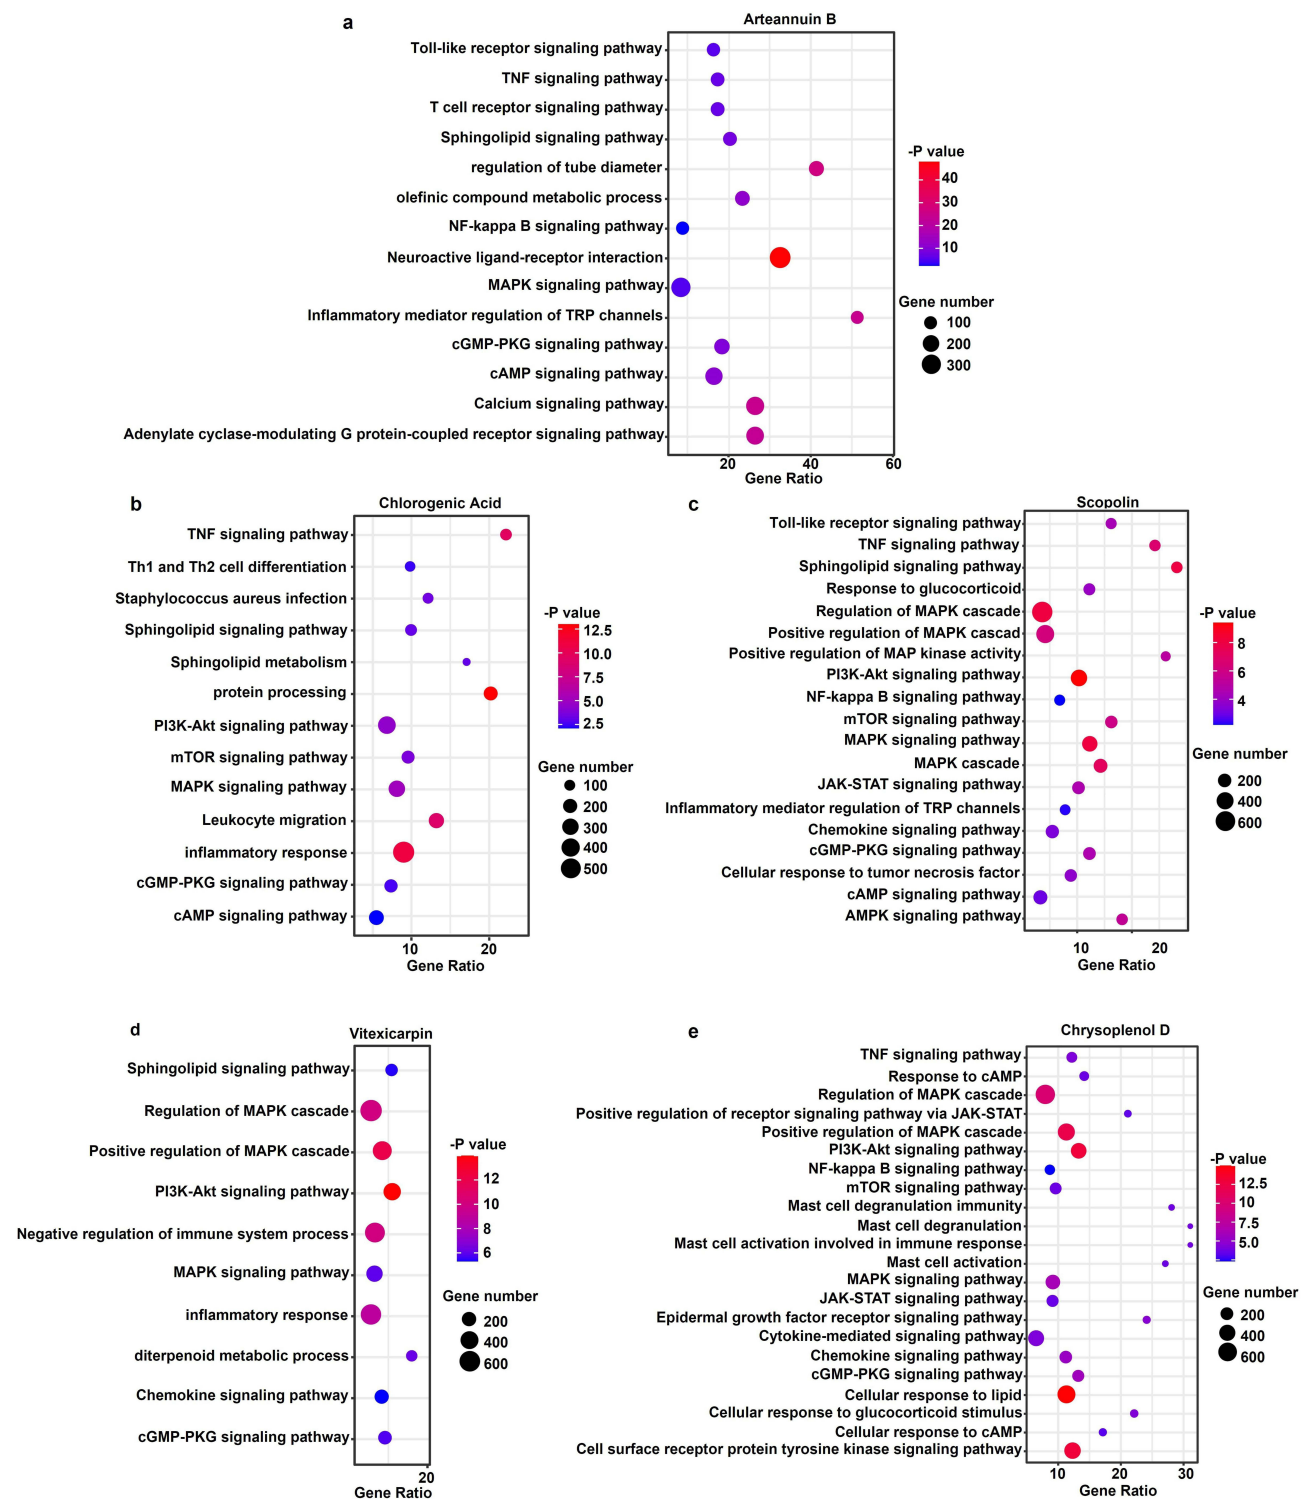 a
Arteannuin B
Toll-like receptor signaling pathway
TNF signaling pathway
T cell receptor signaling pathway
Sphingolipid signaling pathway
regulation of tube diameter
olefinic compound metabolic process
NF-kappa B signaling pathway
Neuroactive ligand-receptor interaction
MAPK signaling pathway
Inflammatory mediator regulation of TRP channels
cGMP-PKG signaling pathway
cAMP signaling pathway
Calcium signaling pathway
Adenylate cyclase-modulating G protein-coupled receptor signaling pathway
20 40 60
Gene Ratio
-P value
40
30
20
10
Gene number
100
200
300
b
Chlorogenic Acid
TNF signaling pathway
Th1 and Th2 cell differentiation
Staphylococcus aureus infection
Sphingolipid signaling pathway
Sphingolipid metabolism
protein processing
PI3K-Akt signaling pathway
mTOR signaling pathway
MAPK signaling pathway
Leukocyte migration
inflammatory response
cGMP-PKG signaling pathway
cAMP signaling pathway
10 20
Gene Ratio
-P value
12.5
10.0
7.5
5.0
2.5
Gene number
100
200
300
400
500
c
Scopolin
Toll-like receptor signaling pathway
TNF signaling pathway
Sphingolipid signaling pathway
Response to glucocorticoid
Regulation of MAPK cascade
Positive regulation of MAPK cascad
Positive regulation of MAP kinase activity
PI3K-Akt signaling pathway
NF-kappa B signaling pathway
mTOR signaling pathway
MAPK signaling pathway
MAPK cascade
JAK-STAT signaling pathway
Inflammatory mediator regulation of TRP channels
Chemokine signaling pathway
cGMP-PKG signaling pathway
Cellular response to tumor necrosis factor
cAMP signaling pathway
AMPK signaling pathway
10 20
Gene Ratio
-P value
8
6
4
Gene number
200
400
600
d
Vitexicarpin
Sphingolipid signaling pathway
Regulation of MAPK cascade
Positive regulation of MAPK cascade
PI3K-Akt signaling pathway
Negative regulation of immune system process
MAPK signaling pathway
inflammatory response
diterpenoid metabolic process
Chemokine signaling pathway
cGMP-PKG signaling pathway
20
Gene Ratio
-P value
12
10
8
6
Gene number
200
400
600
e
Chrysoplenol D
TNF signaling pathway
Response to cAMP
Regulation of MAPK cascade
Positive regulation of receptor signaling pathway via JAK-STAT
Positive regulation of MAPK cascade
PI3K-Akt signaling pathway
NF-kappa B signaling pathway
mTOR signaling pathway
Mast cell degranulation immunity
Mast cell degranulation
Mast cell activation involved in immune response
Mast cell activation
MAPK signaling pathway
JAK-STAT signaling pathway
Epidermal growth factor receptor signaling pathway
Cytokine-mediated signaling pathway
Chemokine signaling pathway
cGMP-PKG signaling pathway
Cellular response to lipid
Cellular response to glucocorticoid stimulus
Cellular response to cAMP
Cell surface receptor protein tyrosine kinase signaling pathway
10 20 30
Gene Ratio
-P value
12.5
10
7.5
5.0
Gene number
200
400
600